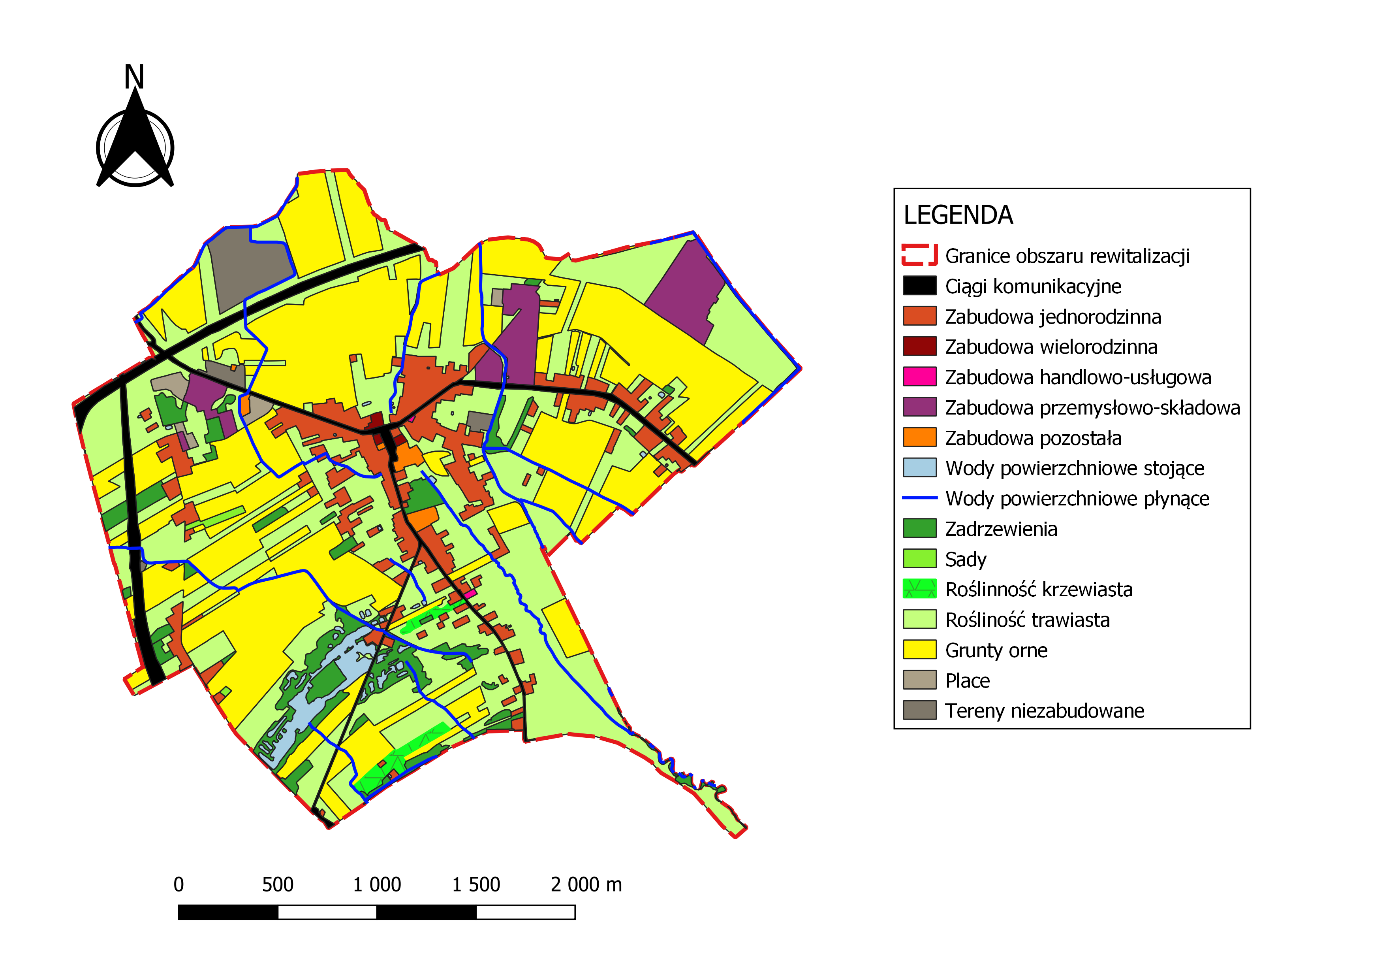 N
LEGENDA
Granice obszaru rewitalizacji
Ciągi komunikacyjne
Zabudowa jednorodzinna
Zabudowa wielorodzinna
Zabudowa handlowo-usługowa
Zabudowa przemysłowo-składowa
Zabudowa pozostała
Wody powierzchniowe stojące
Wody powierzchniowe płynące
Zadrzewienia
Sady
Roślinność krzewiasta
Rośliność trawiasta
Grunty orne
Place
Tereny niezabudowane
0 500 1 000 1 500 2 000 m